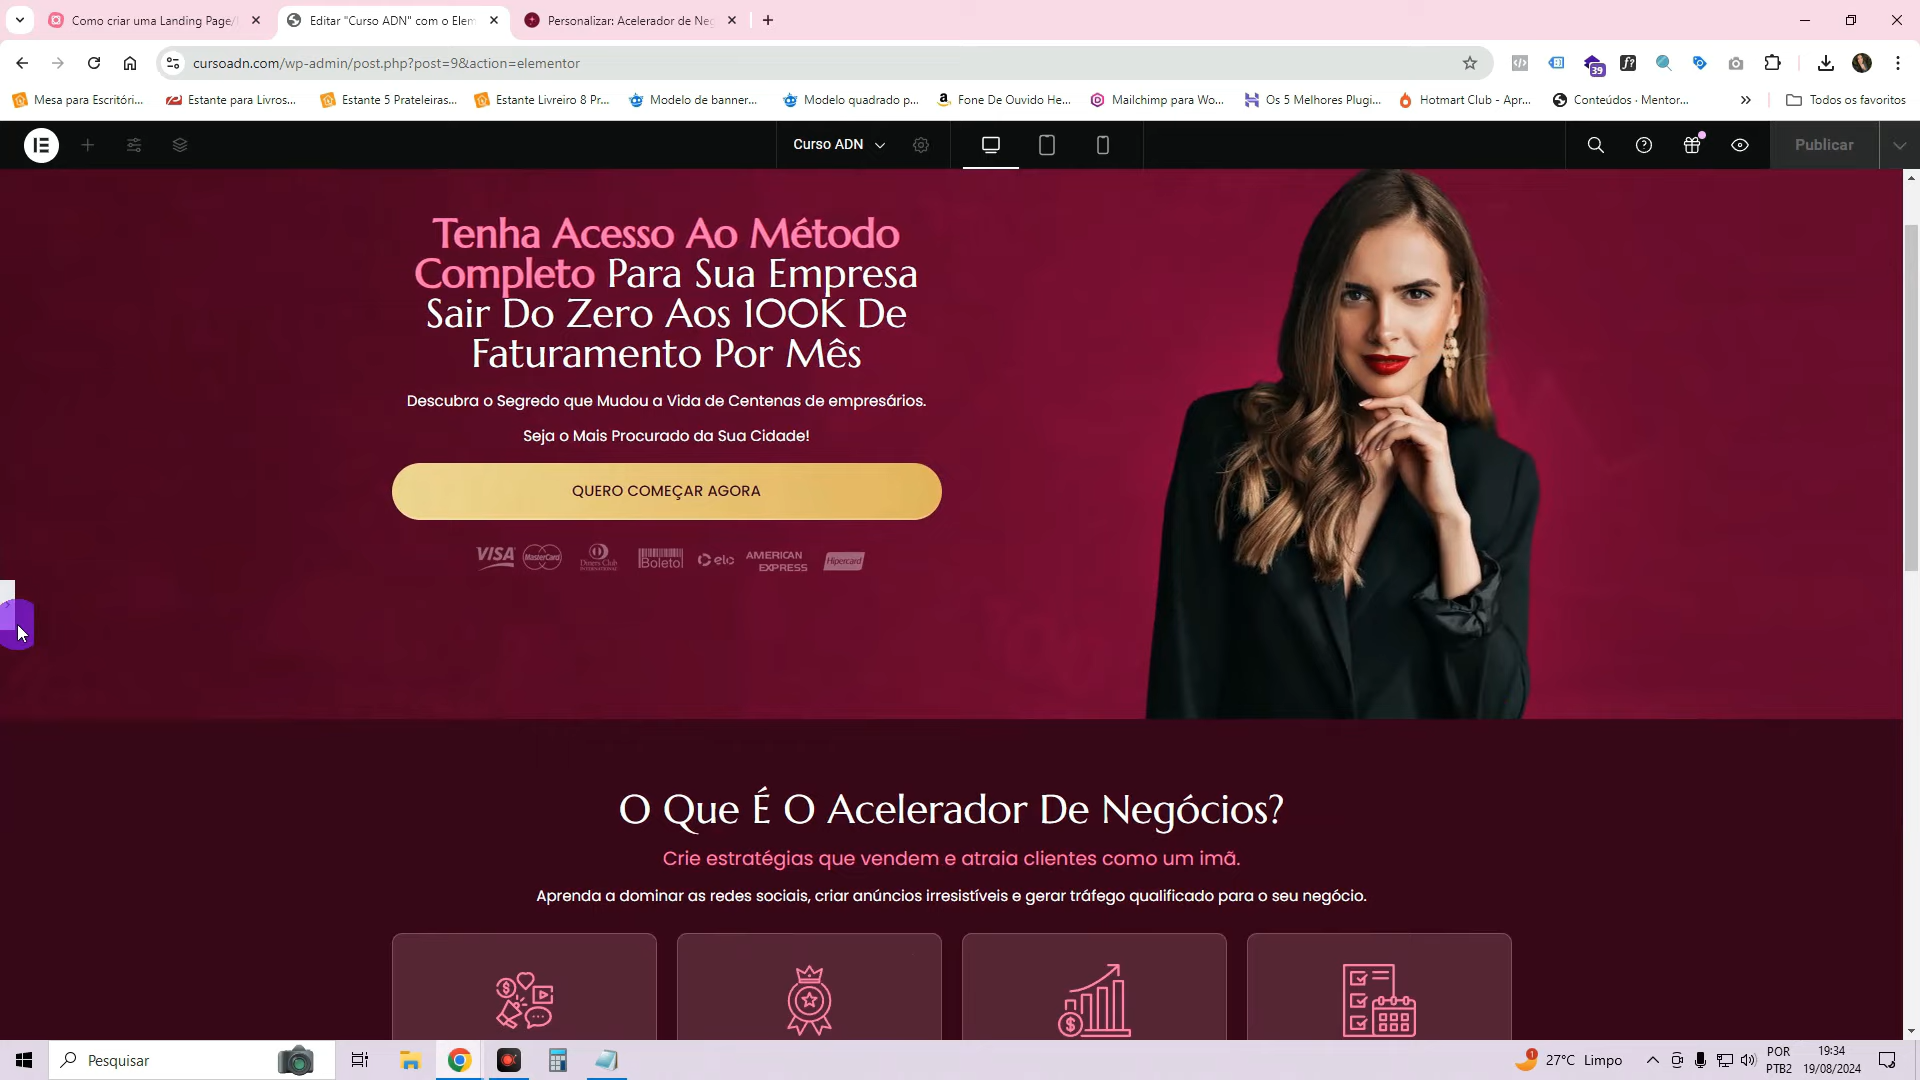 Como criar uma Landing Page/
Editar "Curso ADN" com o Elem
Personalizar: Acelerador de Neg
cursoadn.com/wp-admin/post.php?post=9&action=elementor
39
Mesa para Escritóri...
Estante para Livros...
Estante 5 Prateleiras...
Estante Livreiro 8 Pr...
Modelo de banner...
Modelo quadrado p...
Fone De Ouvido He...
Mailchimp para Wo...
Os 5 Melhores Plugi...
Hotmart Club - Apr...
Conteúdos · Mentor...
Todos os favoritos
Curso ADN
Publicar
Tenha Acesso Ao Método
Completo Para Sua Empresa
Sair Do Zero Aos 100K De
Faturamento Por Mês
Descubra o Segredo que Mudou a Vida de Centenas de empresários.
Seja o Mais Procurado da Sua Cidade!
QUERO COMEÇAR AGORA
VISA MasterCard Diners Club INTERNATIONAL Boleto elo AMERICAN EXPRESS Hipercard
O Que É O Acelerador De Negócios?
Crie estratégias que vendem e atraia clientes como um imã.
Aprenda a dominar as redes sociais, criar anúncios irresistíveis e gerar tráfego qualificado para o seu negócio.
Pesquisar
1
27°C Limpo
POR
PTB2
19:34
19/08/2024